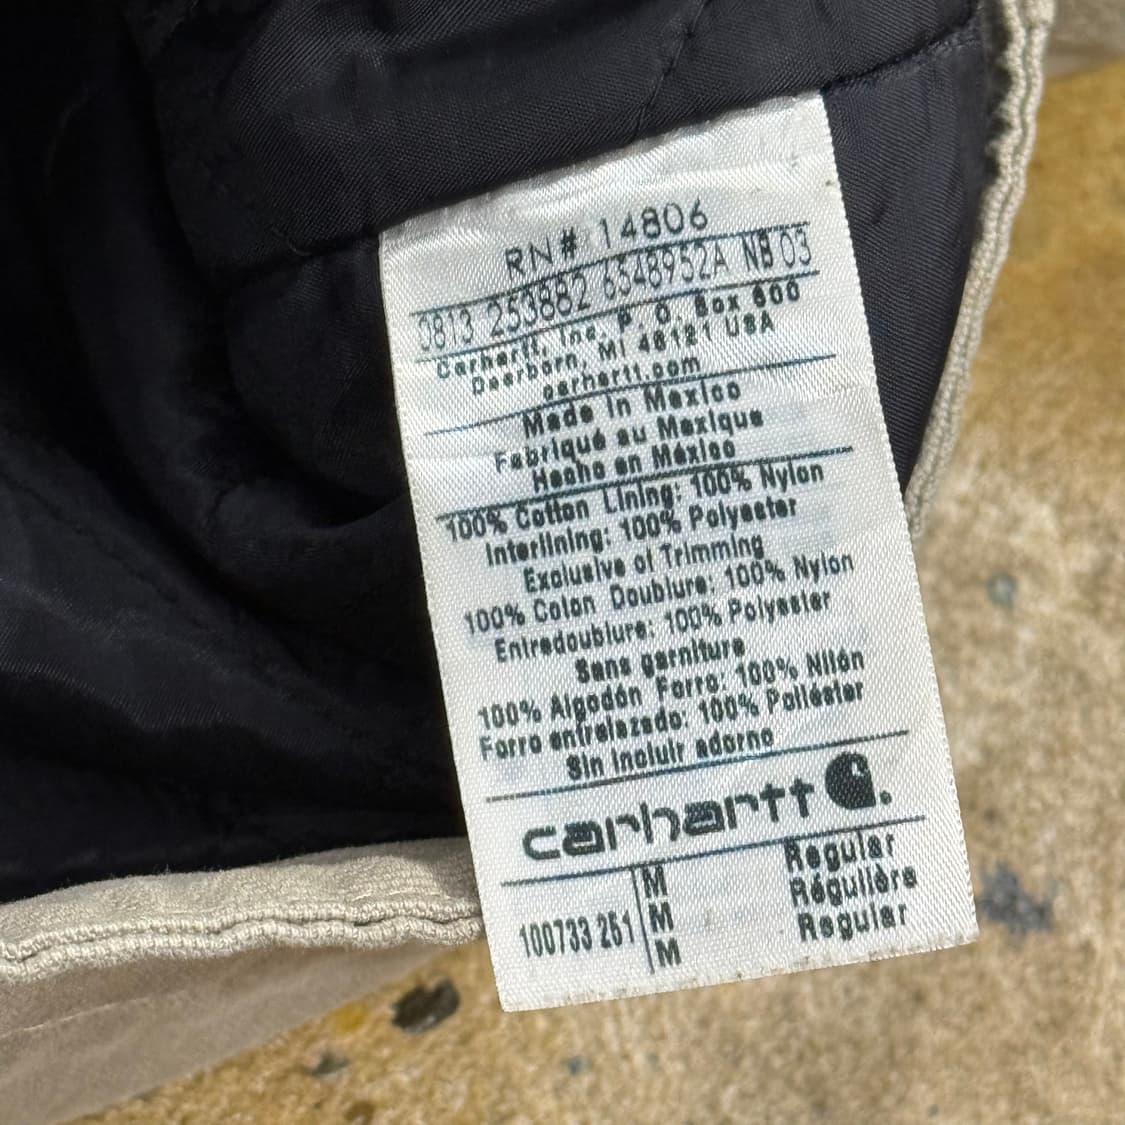 RN# 14806
0813 253882 6548952A NB 03
Carhartt, Inc. P. O. Box 600
Dearborn, MI 48121 USA
carhartt.com
Made in Mexico
Fabriqué au Mexique
Hecho en México
100% Cotton Lining: 100% Nylon
Interlining: 100% Polyester
Exclusive of Trimming
100% Coton Doublure: 100% Nylon
Entredoublure: 100% Polyester
Sans garniture
100% Algodón Forro: 100% Nilón
Forro entrelazado: 100% Poliéster
Sin incluir adorno
carhartt
M Regular
M Régulière
100733 251 M Regular